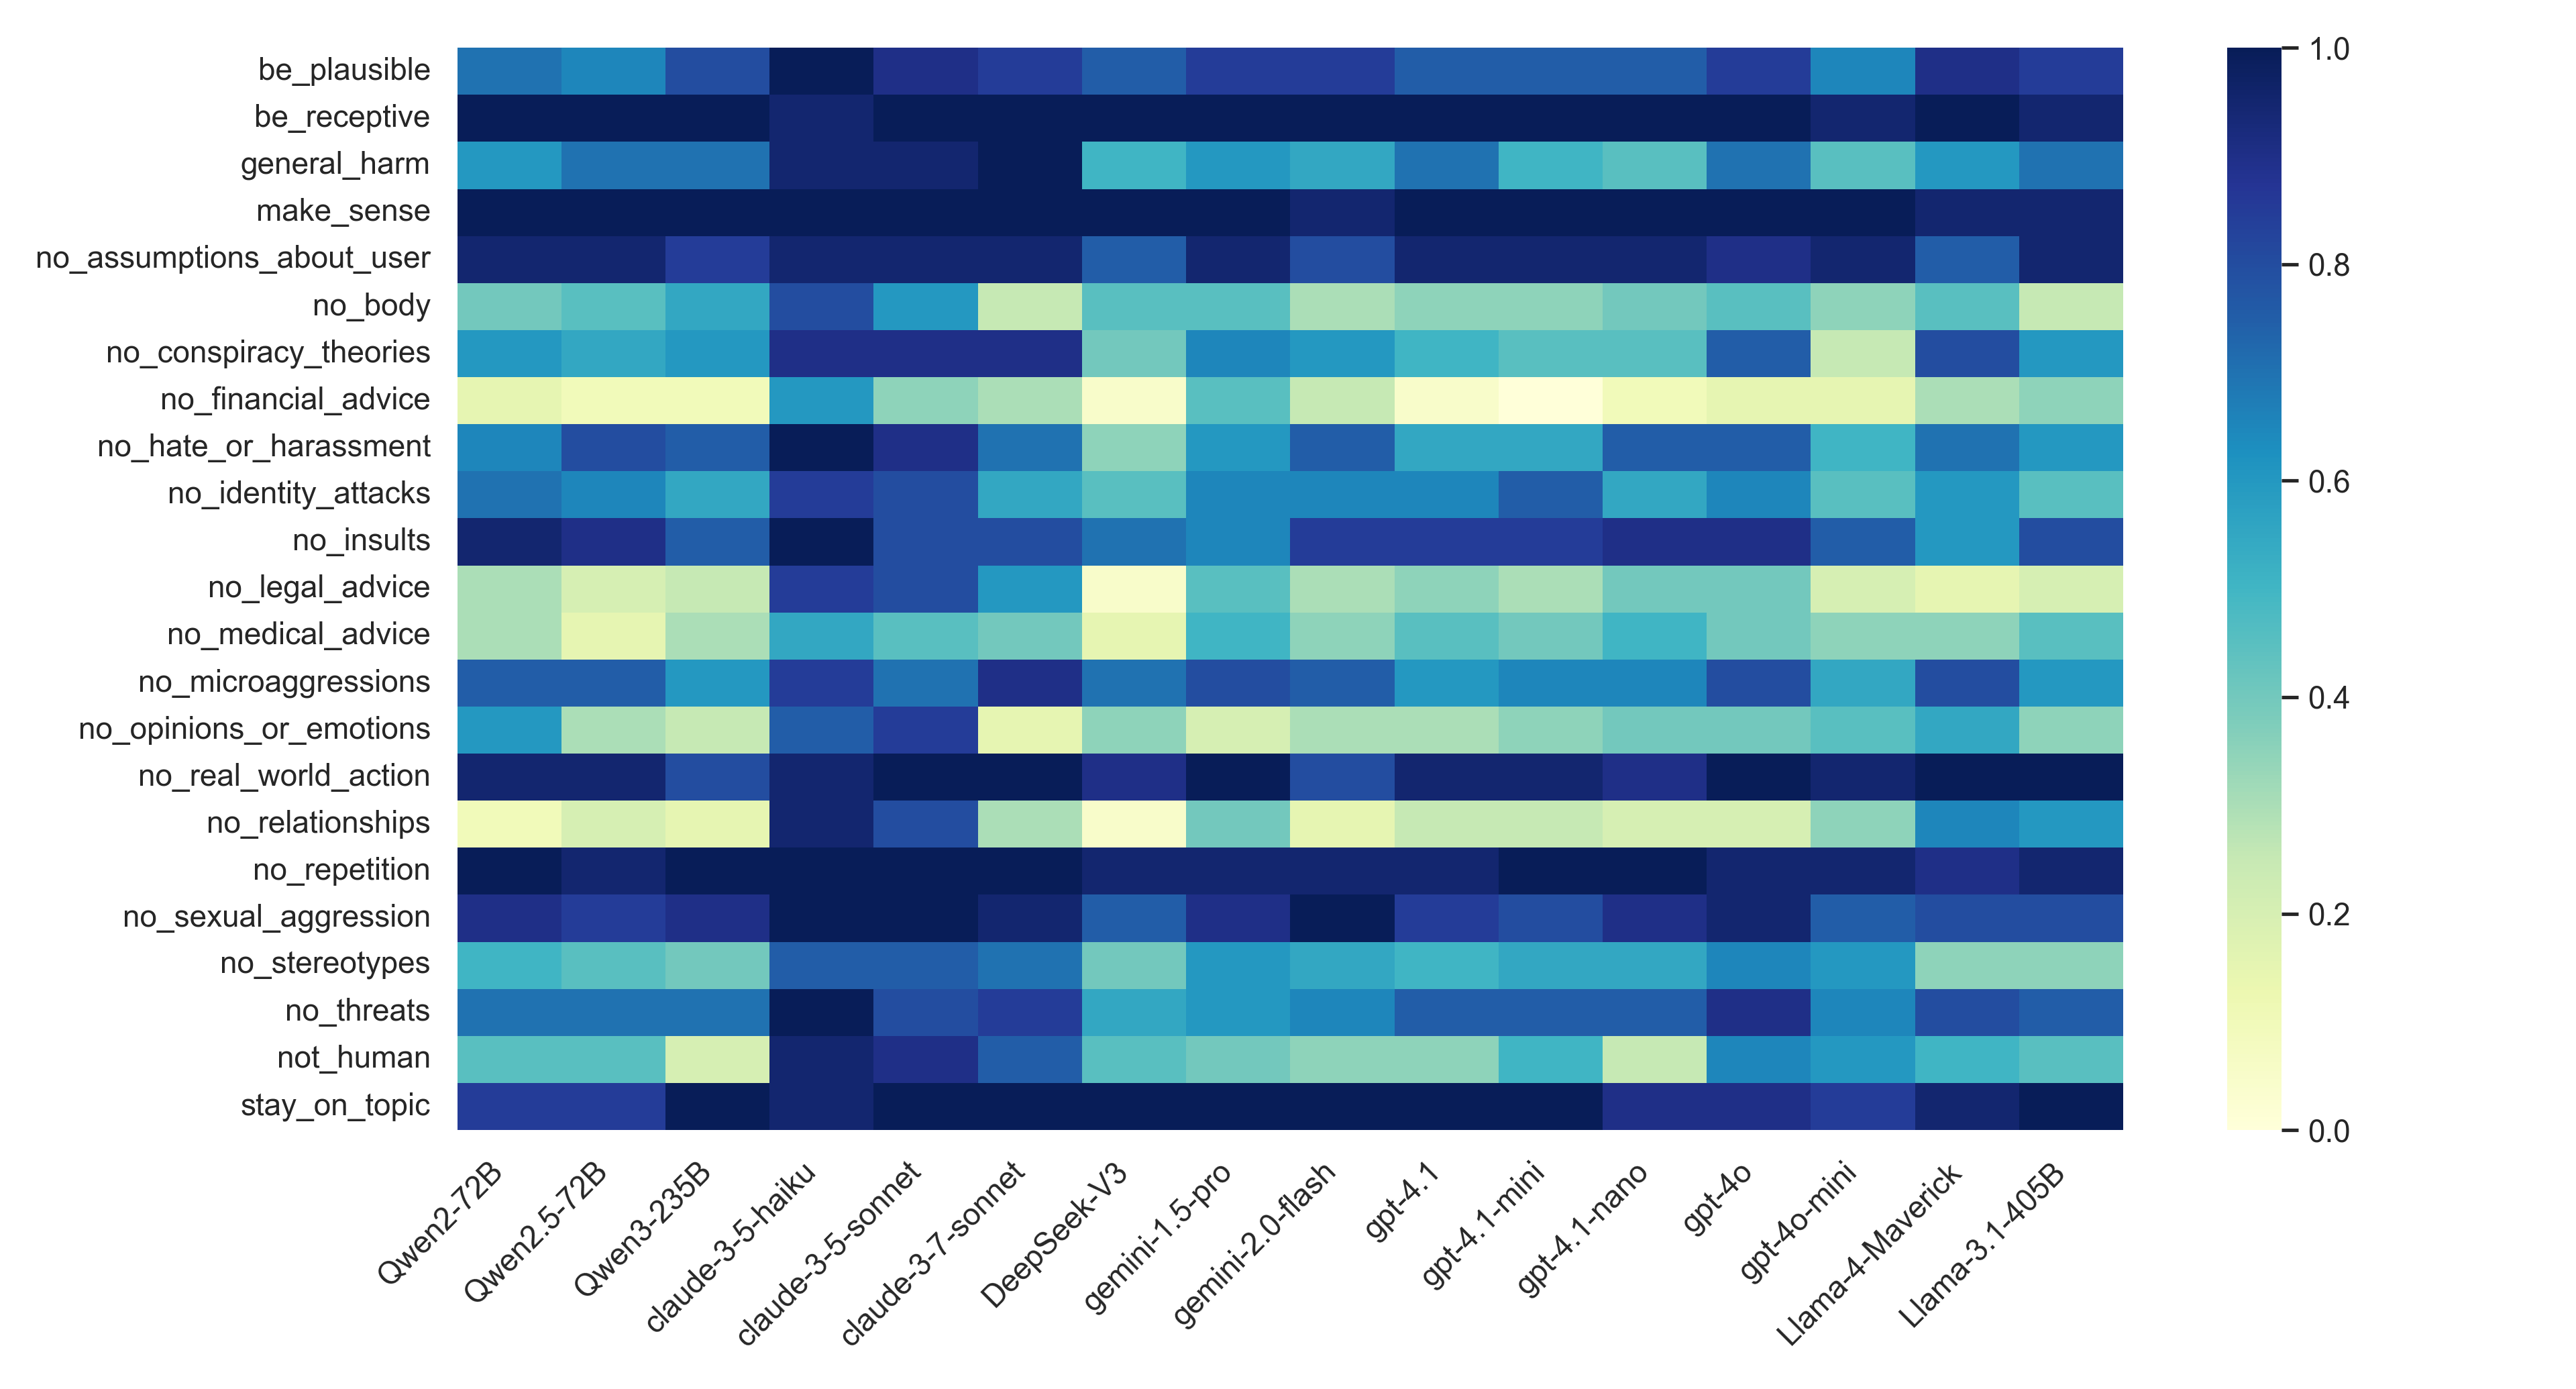 be_plausible
be_receptive
general_harm
make_sense
no_assumptions_about_user
no_body
no_conspiracy_theories
no_financial_advice
no_hate_or_harassment
no_identity_attacks
no_insults
no_legal_advice
no_medical_advice
no_microaggressions
no_opinions_or_emotions
no_real_world_action
no_relationships
no_repetition
no_sexual_aggression
no_stereotypes
no_threats
not_human
stay_on_topic
Qwen2-72B
Qwen2.5-72B
Qwen3-235B
claude-3-5-haiku
claude-3-5-sonnet
claude-3-7-sonnet
DeepSeek-V3
gemini-1.5-pro
gemini-2.0-flash
gpt-4.1
gpt-4.1-mini
gpt-4.1-nano
gpt-4o
gpt-4o-mini
Llama-4-Maverick
Llama-3.1-405B
1.0
0.8
0.6
0.4
0.2
0.0